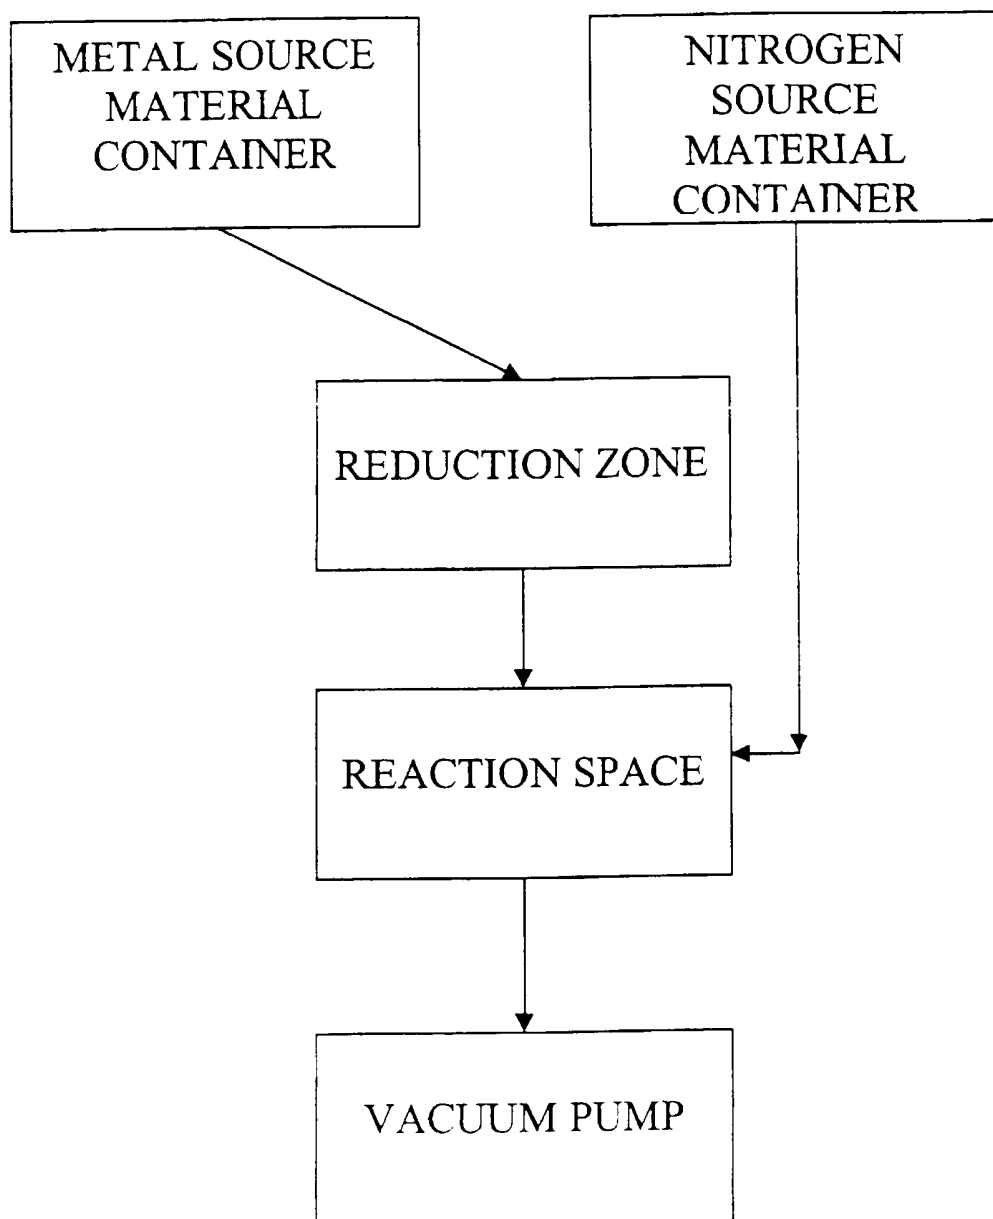 METAL SOURCE
MATERIAL
CONTAINER
NITROGEN
SOURCE
MATERIAL
CONTAINER
REDUCTION ZONE
REACTION SPACE
VACUUM PUMP